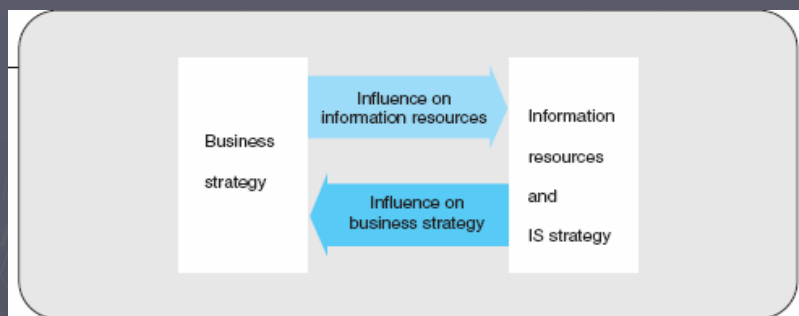 Business
strategy
Influence on
information resources
Influence on
business strategy
Information
resources
and
IS strategy